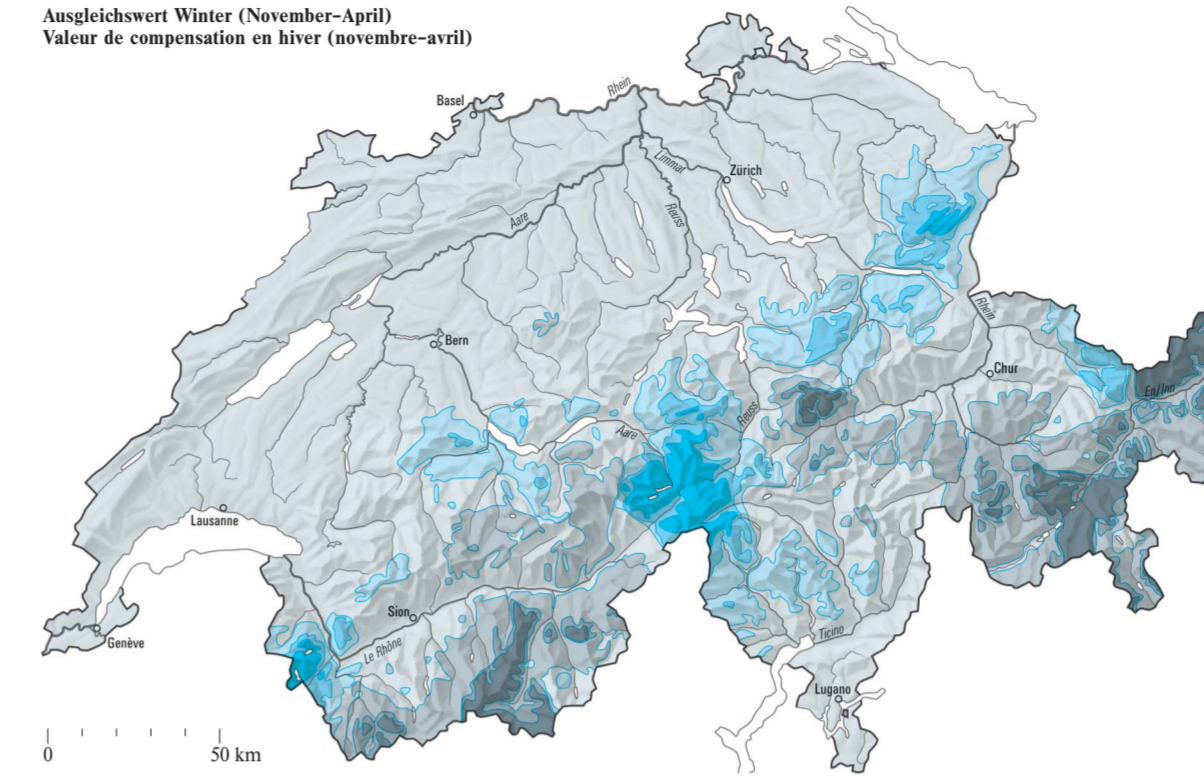 Ausgleichswert Winter (November–April)
Valeur de compensation en hiver (novembre–avril)
Basel
Rhein
Limmat
Zürich
Reuss
Aare
Bern
Rhein
Chur
En/Inn
Reuss
Aare
Lausanne
Sion
Le Rhône
Ticino
Genève
Lugano
0
50 km